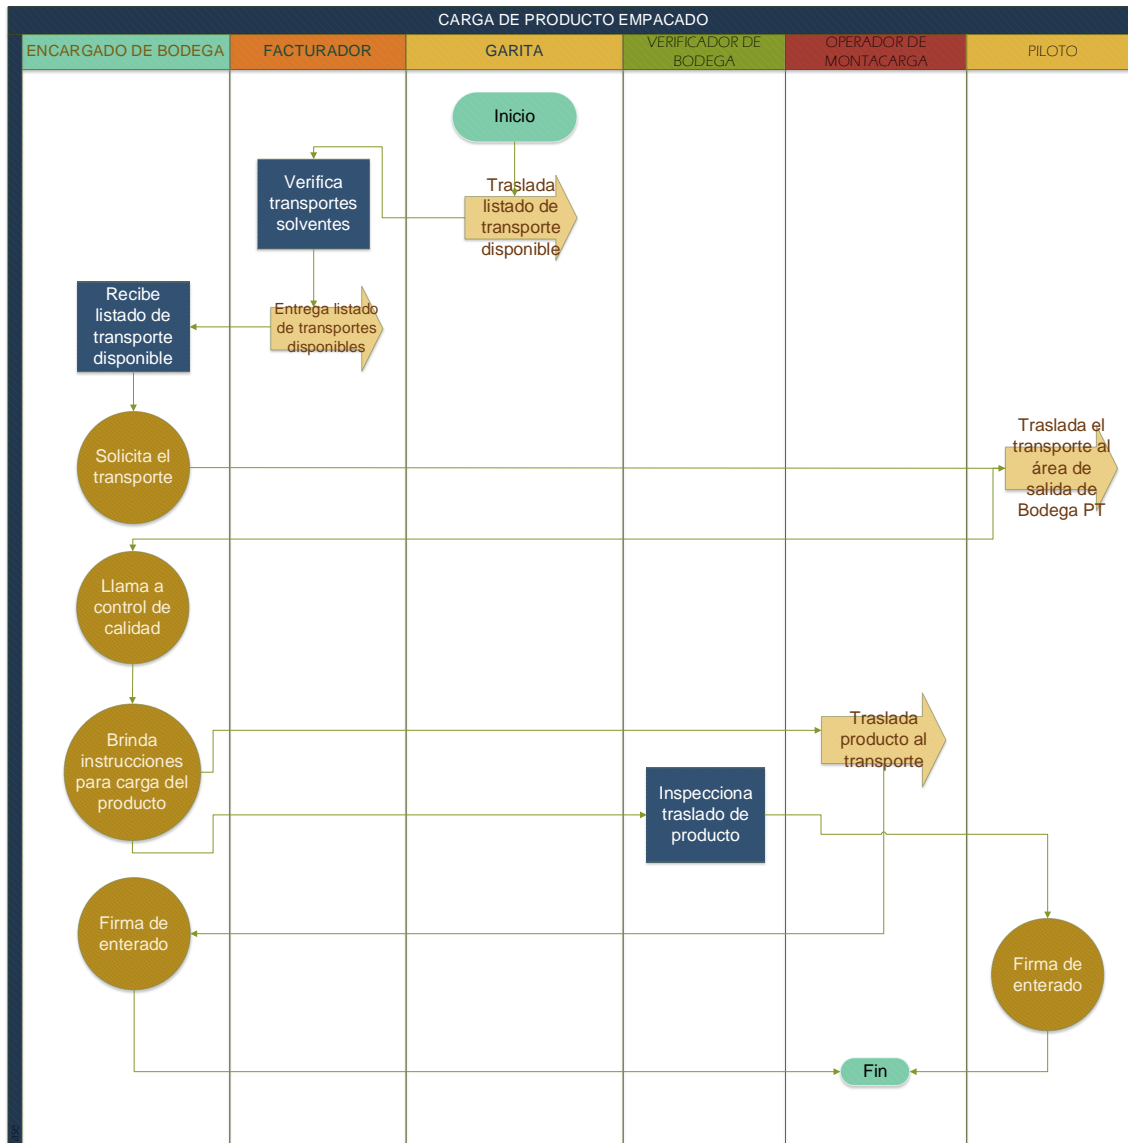 CARGA DE PRODUCTO EMPACADO
ENCARGADO DE BODEGA
FACTURADOR
GARITA
VERIFICADOR DE
BODEGA
OPERADOR DE
MONTACARGA
PILOTO
Inicio
Verifica
transportes
solventes
Traslada
listado de
transporte
disponible
Recibe
listado de
transporte
disponible
Entrega listado
de transportes
disponibles
Solicita el
transporte
Traslada el
transporte al
área de
salida de
Bodega PT
Llama a
control de
calidad
Brinda
instrucciones
para carga del
producto
Traslada
producto al
transporte
Inspecciona
traslado de
producto
Firma de
enterado
Firma de
enterado
Fin